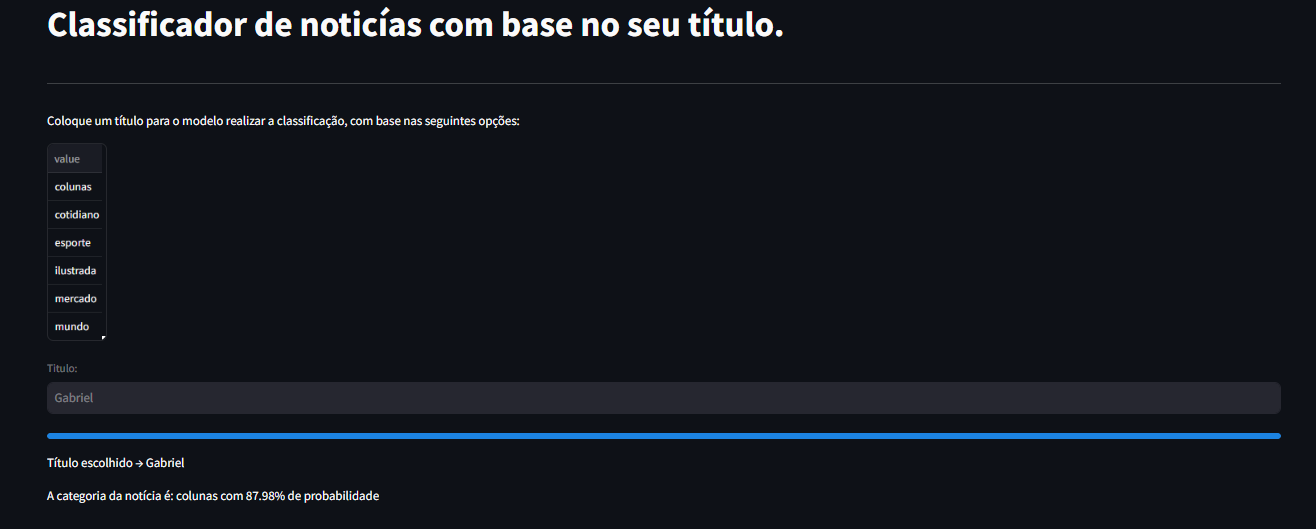 Classificador de noticías com base no seu título.
Coloque um título para o modelo realizar a classificação, com base nas seguintes opções:
value
colunas
cotidiano
esporte
ilustrada
mercado
mundo
Titulo:
Gabriel
Título escolhido → Gabriel
A categoria da notícia é: colunas com 87.98% de probabilidade